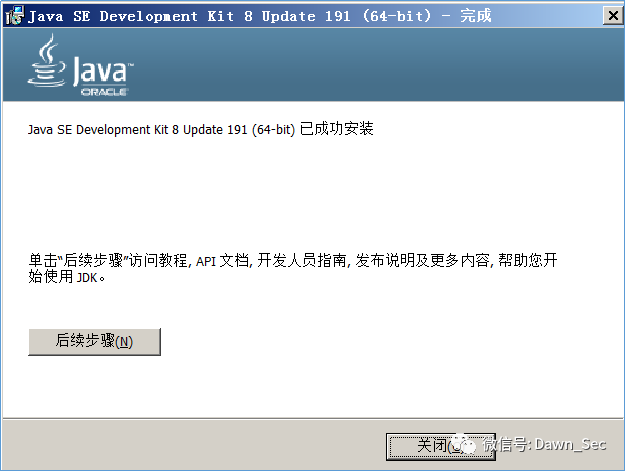 Java SE Development Kit 8 Update 191 (64-bit) - 完成
Java™
ORACLE
Java SE Development Kit 8 Update 191 (64-bit) 已成功安装
单击“后续步骤”访问教程, API 文档, 开发人员指南, 发布说明及更多内容, 帮助您开
始使用 JDK。
后续步骤(N)
关闭
微信号: Dawn_Sec